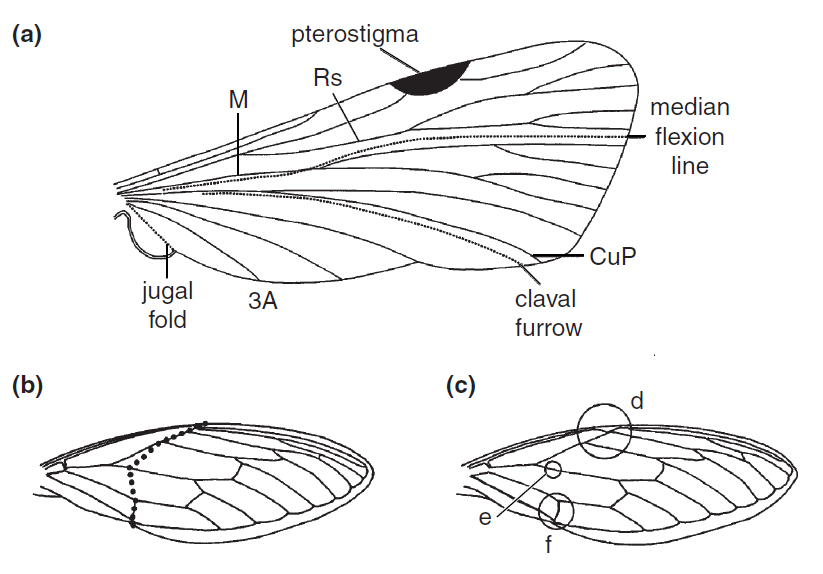 (a)
pterostigma
Rs
M
median
flexion
line
CuP
jugal
fold
3A
claval
furrow
(b)
(c)
d
e
f